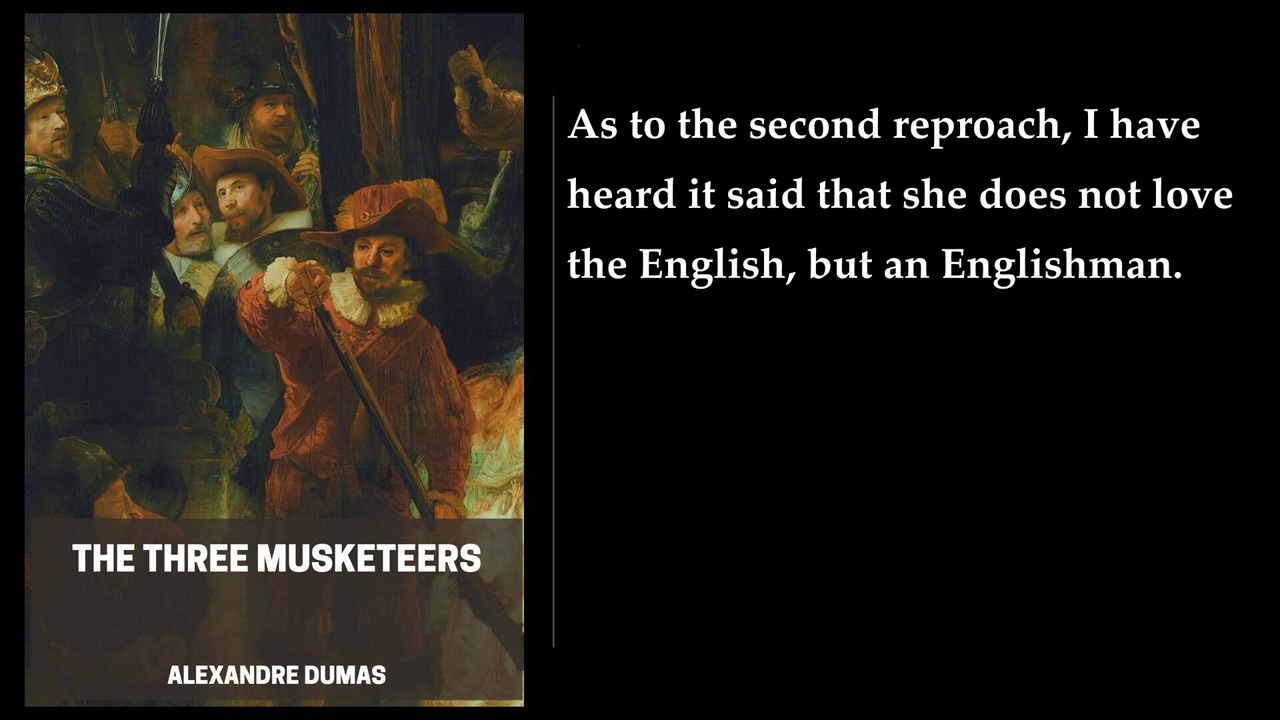 As to the second reproach, I have
heard it said that she does not love
the English, but an Englishman.
THE THREE MUSKETEERS
ALEXANDRE DUMAS